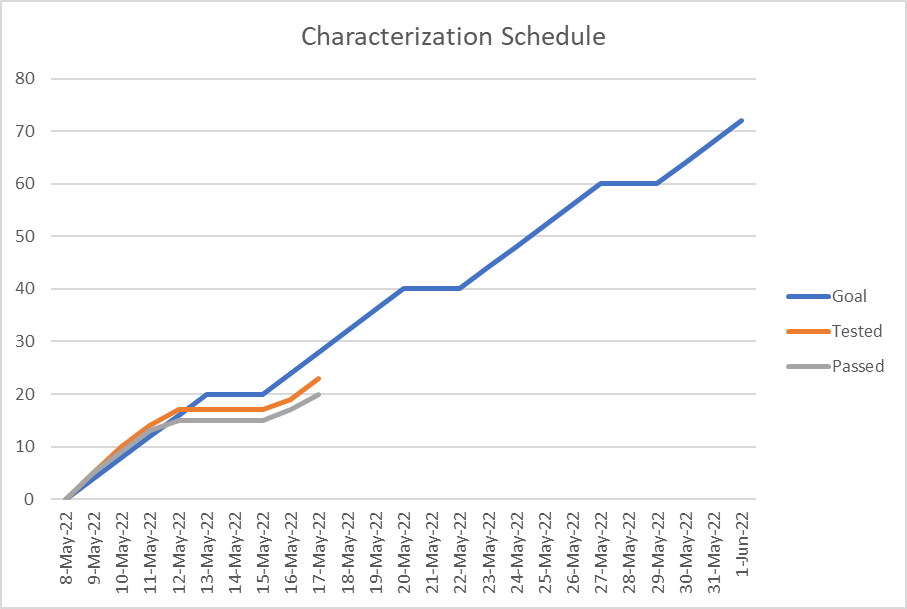 Characterization Schedule
80
70
60
50
40
30
20
10
0
8-May-22
9-May-22
10-May-22
11-May-22
12-May-22
13-May-22
14-May-22
15-May-22
16-May-22
17-May-22
18-May-22
19-May-22
20-May-22
21-May-22
22-May-22
23-May-22
24-May-22
25-May-22
26-May-22
27-May-22
28-May-22
29-May-22
30-May-22
31-May-22
1-Jun-22
Goal
Tested
Passed